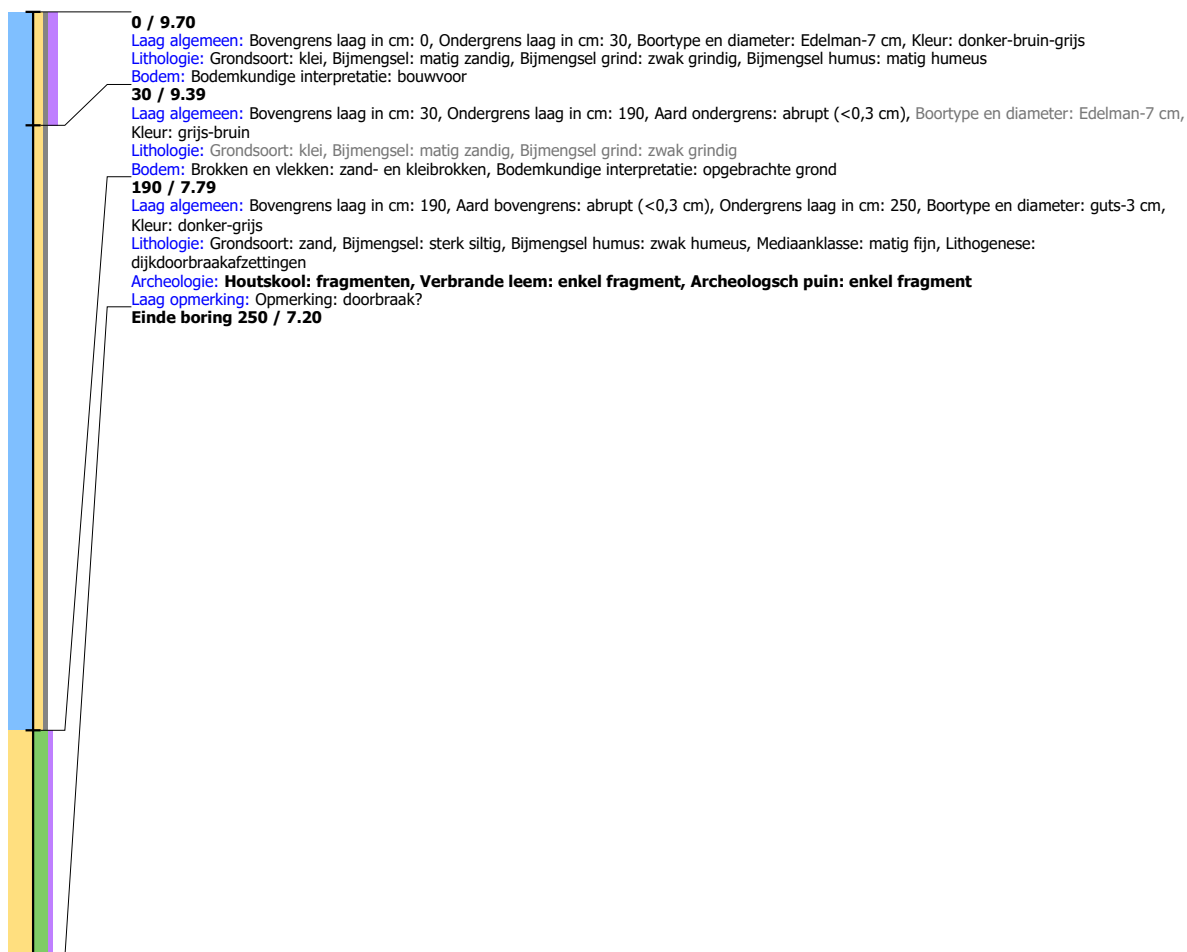 0 / 9.70
Laag algemeen: Bovengrens laag in cm: 0, Ondergrens laag in cm: 30, Boortype en diameter: Edelman-7 cm, Kleur: donker-bruin-grijs
Lithologie: Grondsoort: klei, Bijmengsel: matig zandig, Bijmengsel grind: zwak grindig, Bijmengsel humus: matig humeus
Bodem: Bodemkundige interpretatie: bouwvoor
30 / 9.39
Laag algemeen: Bovengrens laag in cm: 30, Ondergrens laag in cm: 190, Aard ondergrens: abrupt (<0,3 cm), Boortype en diameter: Edelman-7 cm,
Kleur: grijs-bruin
Lithologie: Grondsoort: klei, Bijmengsel: matig zandig, Bijmengsel grind: zwak grindig
Bodem: Brokken en vlekken: zand- en kleibrokken, Bodemkundige interpretatie: opgebrachte grond
190 / 7.79
Laag algemeen: Bovengrens laag in cm: 190, Aard bovengrens: abrupt (<0,3 cm), Ondergrens laag in cm: 250, Boortype en diameter: guts-3 cm,
Kleur: donker-grijs
Lithologie: Grondsoort: zand, Bijmengsel: sterk siltig, Bijmengsel humus: zwak humeus, Mediaanklasse: matig fijn, Lithogenese:
dijkdoorbraakafzettingen
Archeologie: Houtskool: fragmenten, Verbrande leem: enkel fragment, Archeologsch puin: enkel fragment
Laag opmerking: Opmerking: doorbraak?
Einde boring 250 / 7.20